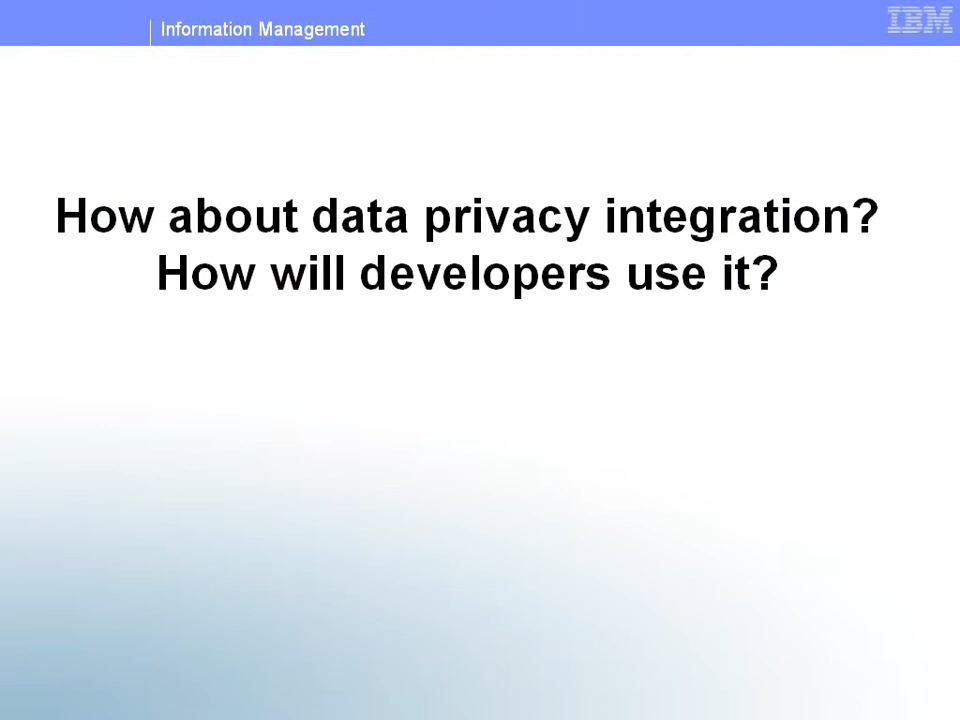 Information Management
IBM
How about data privacy integration?
How will developers use it?